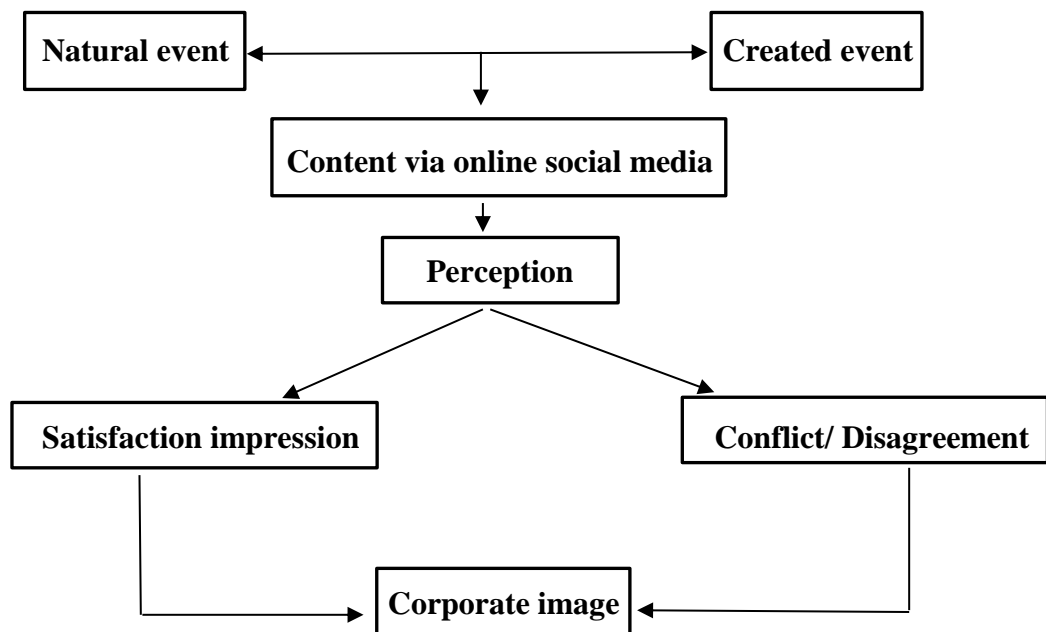 Natural event
Created event
Content via online social media
Perception
Satisfaction impression
Conflict/ Disagreement
Corporate image